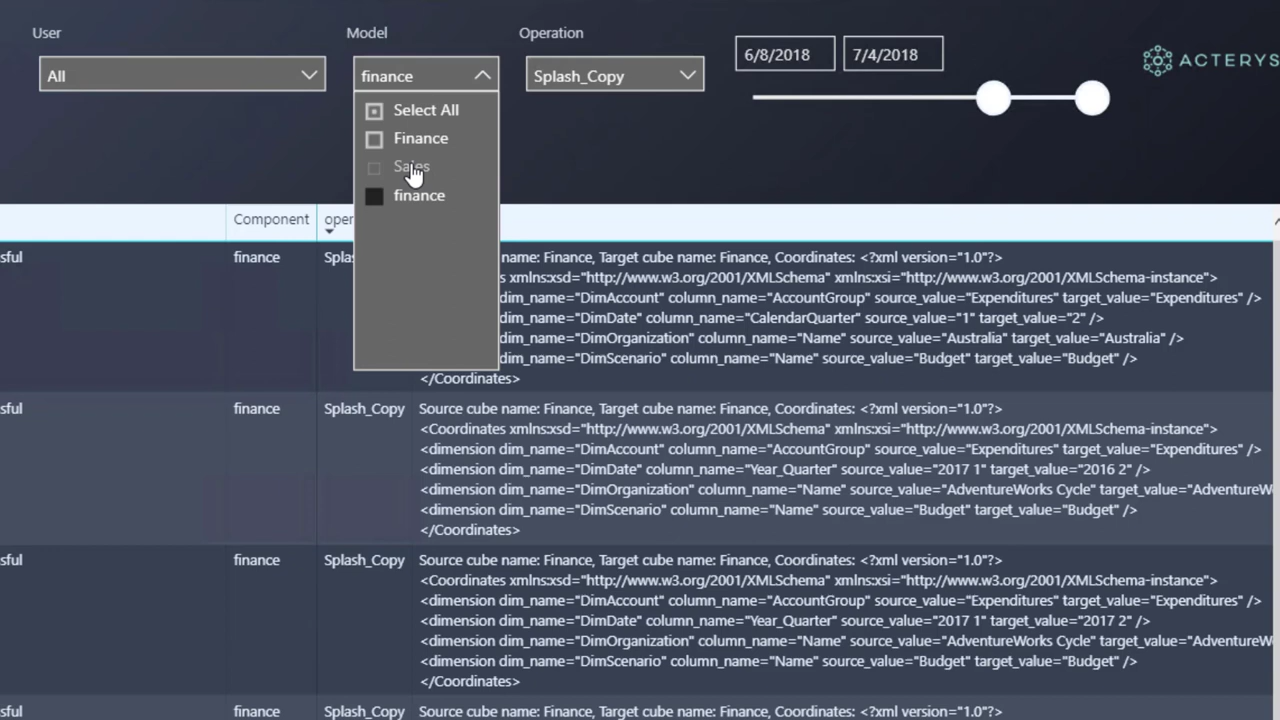 User
Model
Operation
All
finance
Splash_Copy
6/8/2018
7/4/2018
ACTERYS
Select All
Finance
Sales
finance
Component
oper
sful
finance
Splas
name: Finance, Target cube name: Finance, Coordinates: <?xml version="1.0"?>
s xmlns:xsd="http://www.w3.org/2001/XMLSchema" xmlns:xsi="http://www.w3.org/2001/XMLSchema-instance">
dim_name="DimAccount" column_name="AccountGroup" source_value="Expenditures" target_value="Expenditures" />
dim_name="DimDate" column_name="CalendarQuarter" source_value="1" target_value="2" />
dim_name="DimOrganization" column_name="Name" source_value="Australia" target_value="Australia" />
dim_name="DimScenario" column_name="Name" source_value="Budget" target_value="Budget" />
</Coordinates>
sful
finance
Splash_Copy
Source cube name: Finance, Target cube name: Finance, Coordinates: <?xml version="1.0"?>
<Coordinates xmlns:xsd="http://www.w3.org/2001/XMLSchema" xmlns:xsi="http://www.w3.org/2001/XMLSchema-instance">
<dimension dim_name="DimAccount" column_name="AccountGroup" source_value="Expenditures" target_value="Expenditures" />
<dimension dim_name="DimDate" column_name="Year_Quarter" source_value="2017 1" target_value="2016 2" />
<dimension dim_name="DimOrganization" column_name="Name" source_value="AdventureWorks Cycle" target_value="AdventureW
<dimension dim_name="DimScenario" column_name="Name" source_value="Budget" target_value="Budget" />
</Coordinates>
sful
finance
Splash_Copy
Source cube name: Finance, Target cube name: Finance, Coordinates: <?xml version="1.0"?>
<Coordinates xmlns:xsd="http://www.w3.org/2001/XMLSchema" xmlns:xsi="http://www.w3.org/2001/XMLSchema-instance">
<dimension dim_name="DimAccount" column_name="AccountGroup" source_value="Expenditures" target_value="Expenditures" />
<dimension dim_name="DimDate" column_name="Year_Quarter" source_value="2017 1" target_value="2017 2" />
<dimension dim_name="DimOrganization" column_name="Name" source_value="AdventureWorks Cycle" target_value="AdventureW
<dimension dim_name="DimScenario" column_name="Name" source_value="Budget" target_value="Budget" />
</Coordinates>
sful
finance
Splash_Copy
Source cube name: Finance, Target cube name: Finance, Coordinates: <?xml version="1.0"?>